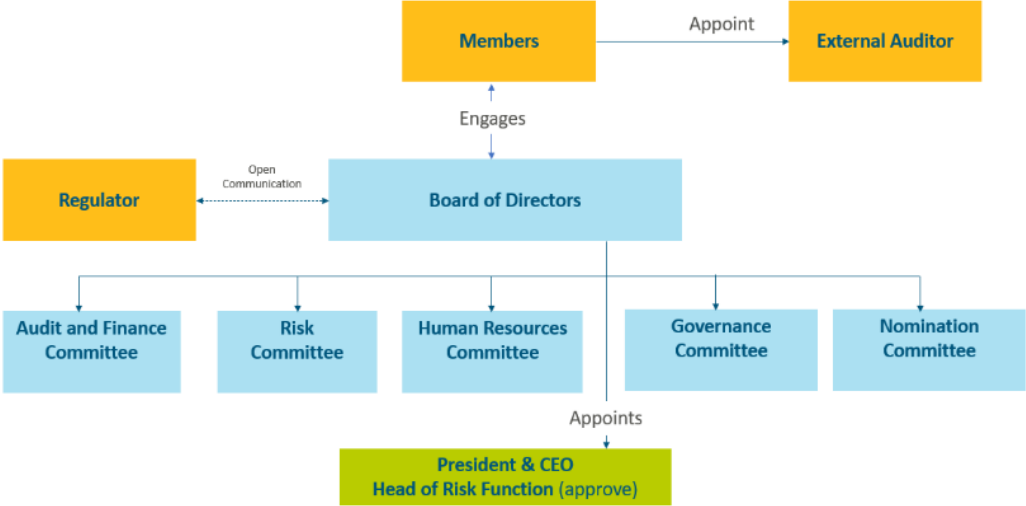 Members
Appoint
External Auditor
Engages
Regulator
Open
Communication
Board of Directors
Audit and Finance
Committee
Risk
Committee
Human Resources
Committee
Governance
Committee
Nomination
Committee
Appoints
President & CEO
Head of Risk Function (approve)